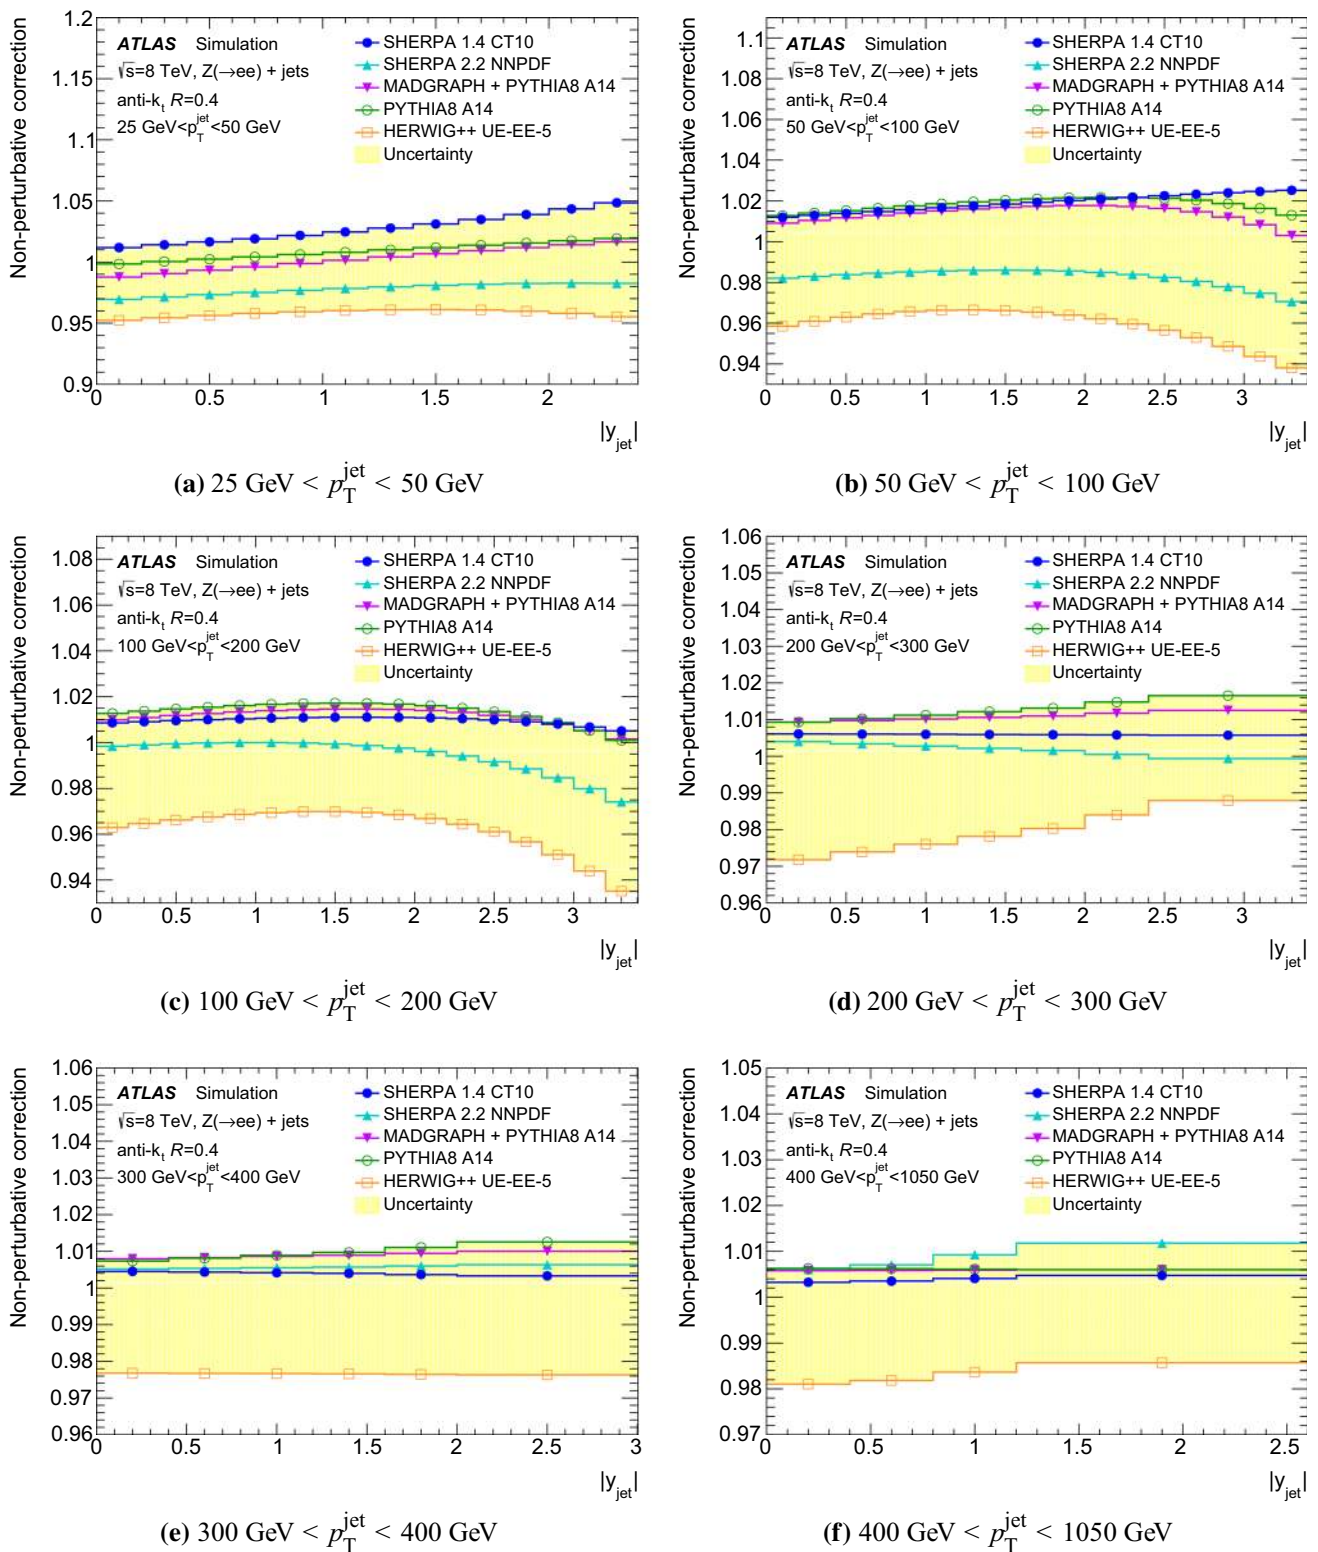 Non-perturbative correction
1.2
1.15
1.1
1.05
1
0.95
0.9
ATLAS Simulation
√s=8 TeV, Z(→ee) + jets
anti-k_t R=0.4
25 GeV<p_T^jet<50 GeV
SHERPA 1.4 CT10
SHERPA 2.2 NNPDF
MADGRAPH + PYTHIA8 A14
PYTHIA8 A14
HERWIG++ UE-EE-5
Uncertainty
0 0.5 1 1.5 2
|y_jet|
(a) 25 GeV < p_T^jet < 50 GeV
Non-perturbative correction
1.1
1.08
1.06
1.04
1.02
1
0.98
0.96
0.94
ATLAS Simulation
√s=8 TeV, Z(→ee) + jets
anti-k_t R=0.4
50 GeV<p_T^jet<100 GeV
SHERPA 1.4 CT10
SHERPA 2.2 NNPDF
MADGRAPH + PYTHIA8 A14
PYTHIA8 A14
HERWIG++ UE-EE-5
Uncertainty
0 0.5 1 1.5 2 2.5 3
|y_jet|
(b) 50 GeV < p_T^jet < 100 GeV
Non-perturbative correction
1.08
1.06
1.04
1.02
1
0.98
0.96
0.94
ATLAS Simulation
√s=8 TeV, Z(→ee) + jets
anti-k_t R=0.4
100 GeV<p_T^jet<200 GeV
SHERPA 1.4 CT10
SHERPA 2.2 NNPDF
MADGRAPH + PYTHIA8 A14
PYTHIA8 A14
HERWIG++ UE-EE-5
Uncertainty
0 0.5 1 1.5 2 2.5 3
|y_jet|
(c) 100 GeV < p_T^jet < 200 GeV
Non-perturbative correction
1.06
1.05
1.04
1.03
1.02
1.01
1
0.99
0.98
0.97
0.96
ATLAS Simulation
√s=8 TeV, Z(→ee) + jets
anti-k_t R=0.4
200 GeV<p_T^jet<300 GeV
SHERPA 1.4 CT10
SHERPA 2.2 NNPDF
MADGRAPH + PYTHIA8 A14
PYTHIA8 A14
HERWIG++ UE-EE-5
Uncertainty
0 0.5 1 1.5 2 2.5 3
|y_jet|
(d) 200 GeV < p_T^jet < 300 GeV
Non-perturbative correction
1.06
1.05
1.04
1.03
1.02
1.01
1
0.99
0.98
0.97
0.96
ATLAS Simulation
√s=8 TeV, Z(→ee) + jets
anti-k_t R=0.4
300 GeV<p_T^jet<400 GeV
SHERPA 1.4 CT10
SHERPA 2.2 NNPDF
MADGRAPH + PYTHIA8 A14
PYTHIA8 A14
HERWIG++ UE-EE-5
Uncertainty
0 0.5 1 1.5 2 2.5 3
|y_jet|
(e) 300 GeV < p_T^jet < 400 GeV
Non-perturbative correction
1.05
1.04
1.03
1.02
1.01
1
0.99
0.98
0.97
ATLAS Simulation
√s=8 TeV, Z(→ee) + jets
anti-k_t R=0.4
400 GeV<p_T^jet<1050 GeV
SHERPA 1.4 CT10
SHERPA 2.2 NNPDF
MADGRAPH + PYTHIA8 A14
PYTHIA8 A14
HERWIG++ UE-EE-5
Uncertainty
0 0.5 1 1.5 2 2.5
|y_jet|
(f) 400 GeV < p_T^jet < 1050 GeV